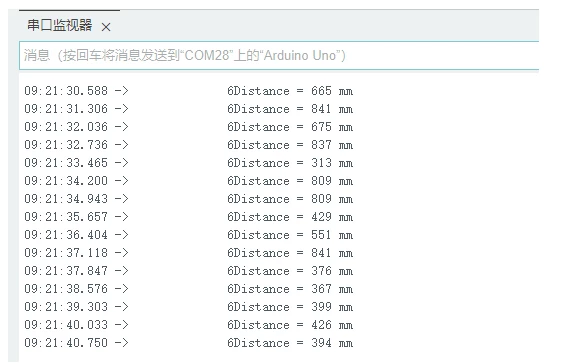 串口监视器 ×
消息（按回车将消息发送到“COM28”上的“Arduino Uno”）
09:21:30.588 -> 6Distance = 665 mm
09:21:31.306 -> 6Distance = 841 mm
09:21:32.036 -> 6Distance = 675 mm
09:21:32.736 -> 6Distance = 837 mm
09:21:33.465 -> 6Distance = 313 mm
09:21:34.200 -> 6Distance = 809 mm
09:21:34.943 -> 6Distance = 809 mm
09:21:35.657 -> 6Distance = 429 mm
09:21:36.404 -> 6Distance = 551 mm
09:21:37.118 -> 6Distance = 841 mm
09:21:37.847 -> 6Distance = 376 mm
09:21:38.576 -> 6Distance = 367 mm
09:21:39.303 -> 6Distance = 399 mm
09:21:40.033 -> 6Distance = 426 mm
09:21:40.750 -> 6Distance = 394 mm